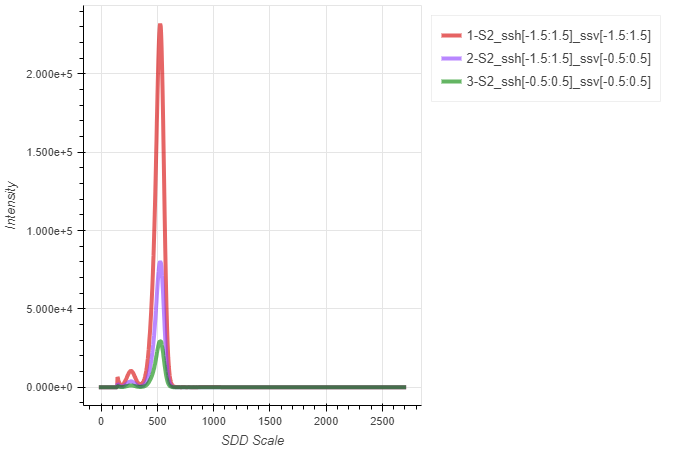 1-S2_ssh[-1.5:1.5]_ssv[-1.5:1.5]
2-S2_ssh[-1.5:1.5]_ssv[-0.5:0.5]
3-S2_ssh[-0.5:0.5]_ssv[-0.5:0.5]
2.000e+5
1.500e+5
1.000e+5
5.000e+4
0.000e+0
Intensity
0 500 1000 1500 2000 2500
SDD Scale